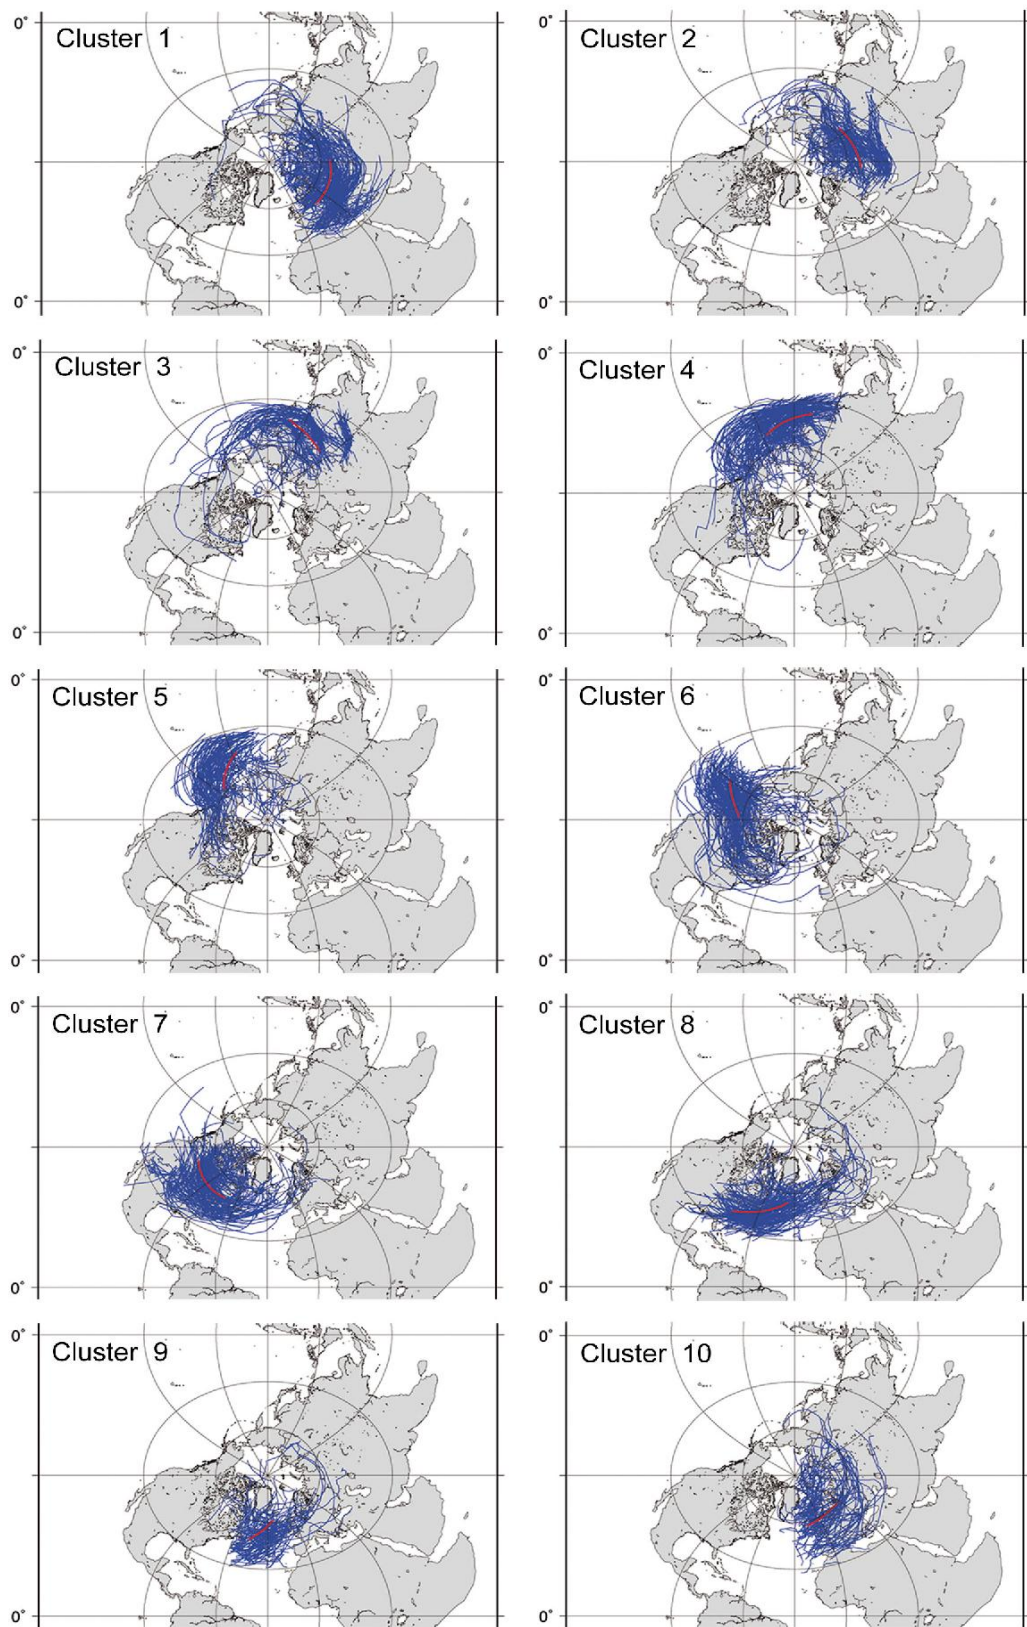 0° Cluster 1
0°
0° Cluster 2
0°
0° Cluster 3
0°
0° Cluster 4
0°
0° Cluster 5
0°
0° Cluster 6
0°
0° Cluster 7
0°
0° Cluster 8
0°
0° Cluster 9
0°
0° Cluster 10
0°